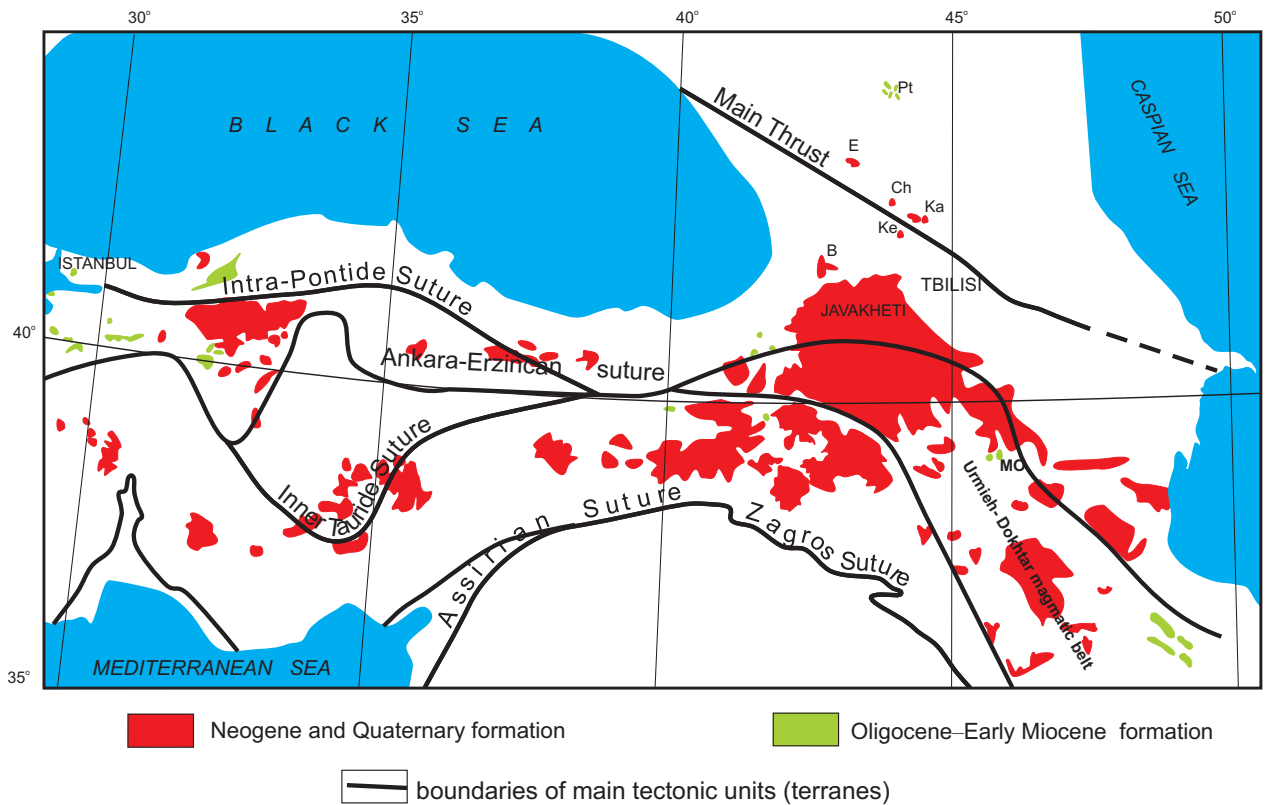 30°
35°
40°
45°
50°
Pt
Main Thrust
CASPIAN SEA
BLACK SEA
E
Ch
Ka
Ke
B
ISTANBUL
Intra-Pontide Suture
TBILISI
JAVAKHETI
40°
Ankara-Erzincan suture
MO
Inner Tauride Suture
Urmieh-Dokhtar magmatic belt
Assirian Suture
Zagros Suture
MEDITERRANEAN SEA
35°
Neogene and Quaternary formation
Oligocene–Early Miocene formation
boundaries of main tectonic units (terranes)